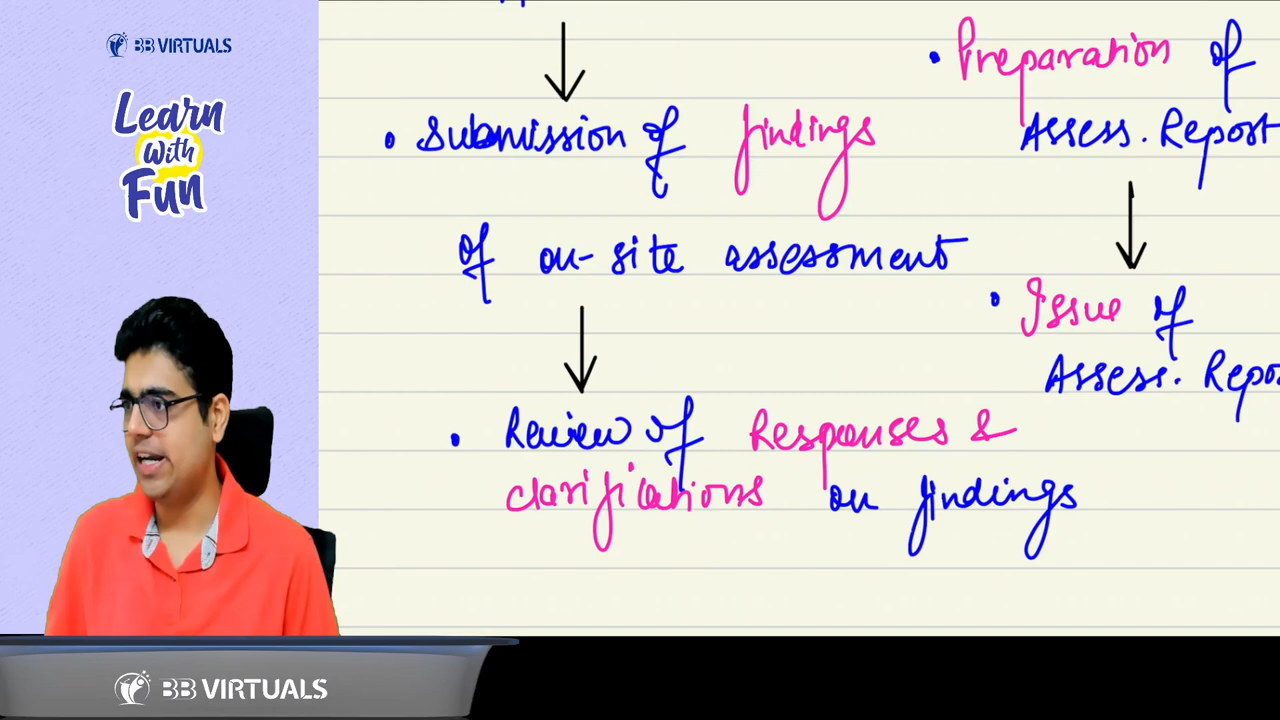 BB VIRTUALS
Learn
With
Fun
• Submission of findings
of on-site assessment
• Review of Responses &
clarifications on findings
• Preparation of
Assess. Report
• Issue of
Assess. Repo
BB VIRTUALS